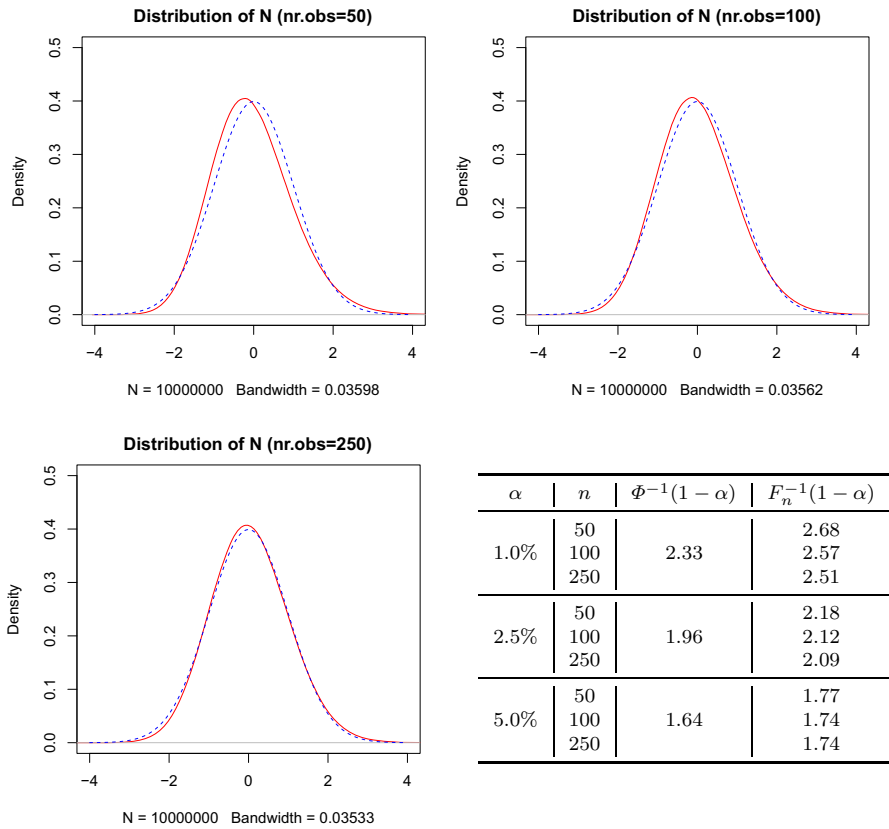 Distribution of N (nr.obs=50)
0.5
0.4
0.3
0.2
0.1
0.0
Density
−4 −2 0 2 4
N = 10000000 Bandwidth = 0.03598
Distribution of N (nr.obs=100)
0.5
0.4
0.3
0.2
0.1
0.0
Density
−4 −2 0 2 4
N = 10000000 Bandwidth = 0.03562
Distribution of N (nr.obs=250)
0.5
0.4
0.3
0.2
0.1
0.0
Density
−4 −2 0 2 4
N = 10000000 Bandwidth = 0.03533
α n Φ⁻¹(1 − α) Fₙ⁻¹(1 − α)
50 2.68
1.0% 100 2.33 2.57
250 2.51
50 2.18
2.5% 100 1.96 2.12
250 2.09
50 1.77
5.0% 100 1.64 1.74
250 1.74